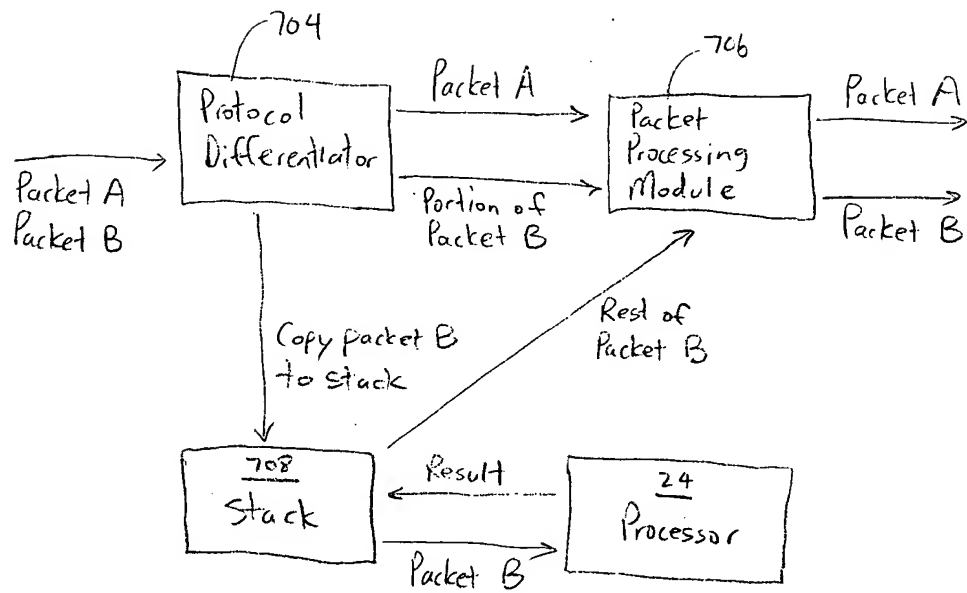 704
706
Protocol
Differentiator
Packet A
Packet
Processing
Module
Packet A
Packet A
Packet B
Portion of
Packet B
Packet B
Copy packet B
to stack
Rest of
Packet B
708
Stack
Result
Packet B
24
Processor